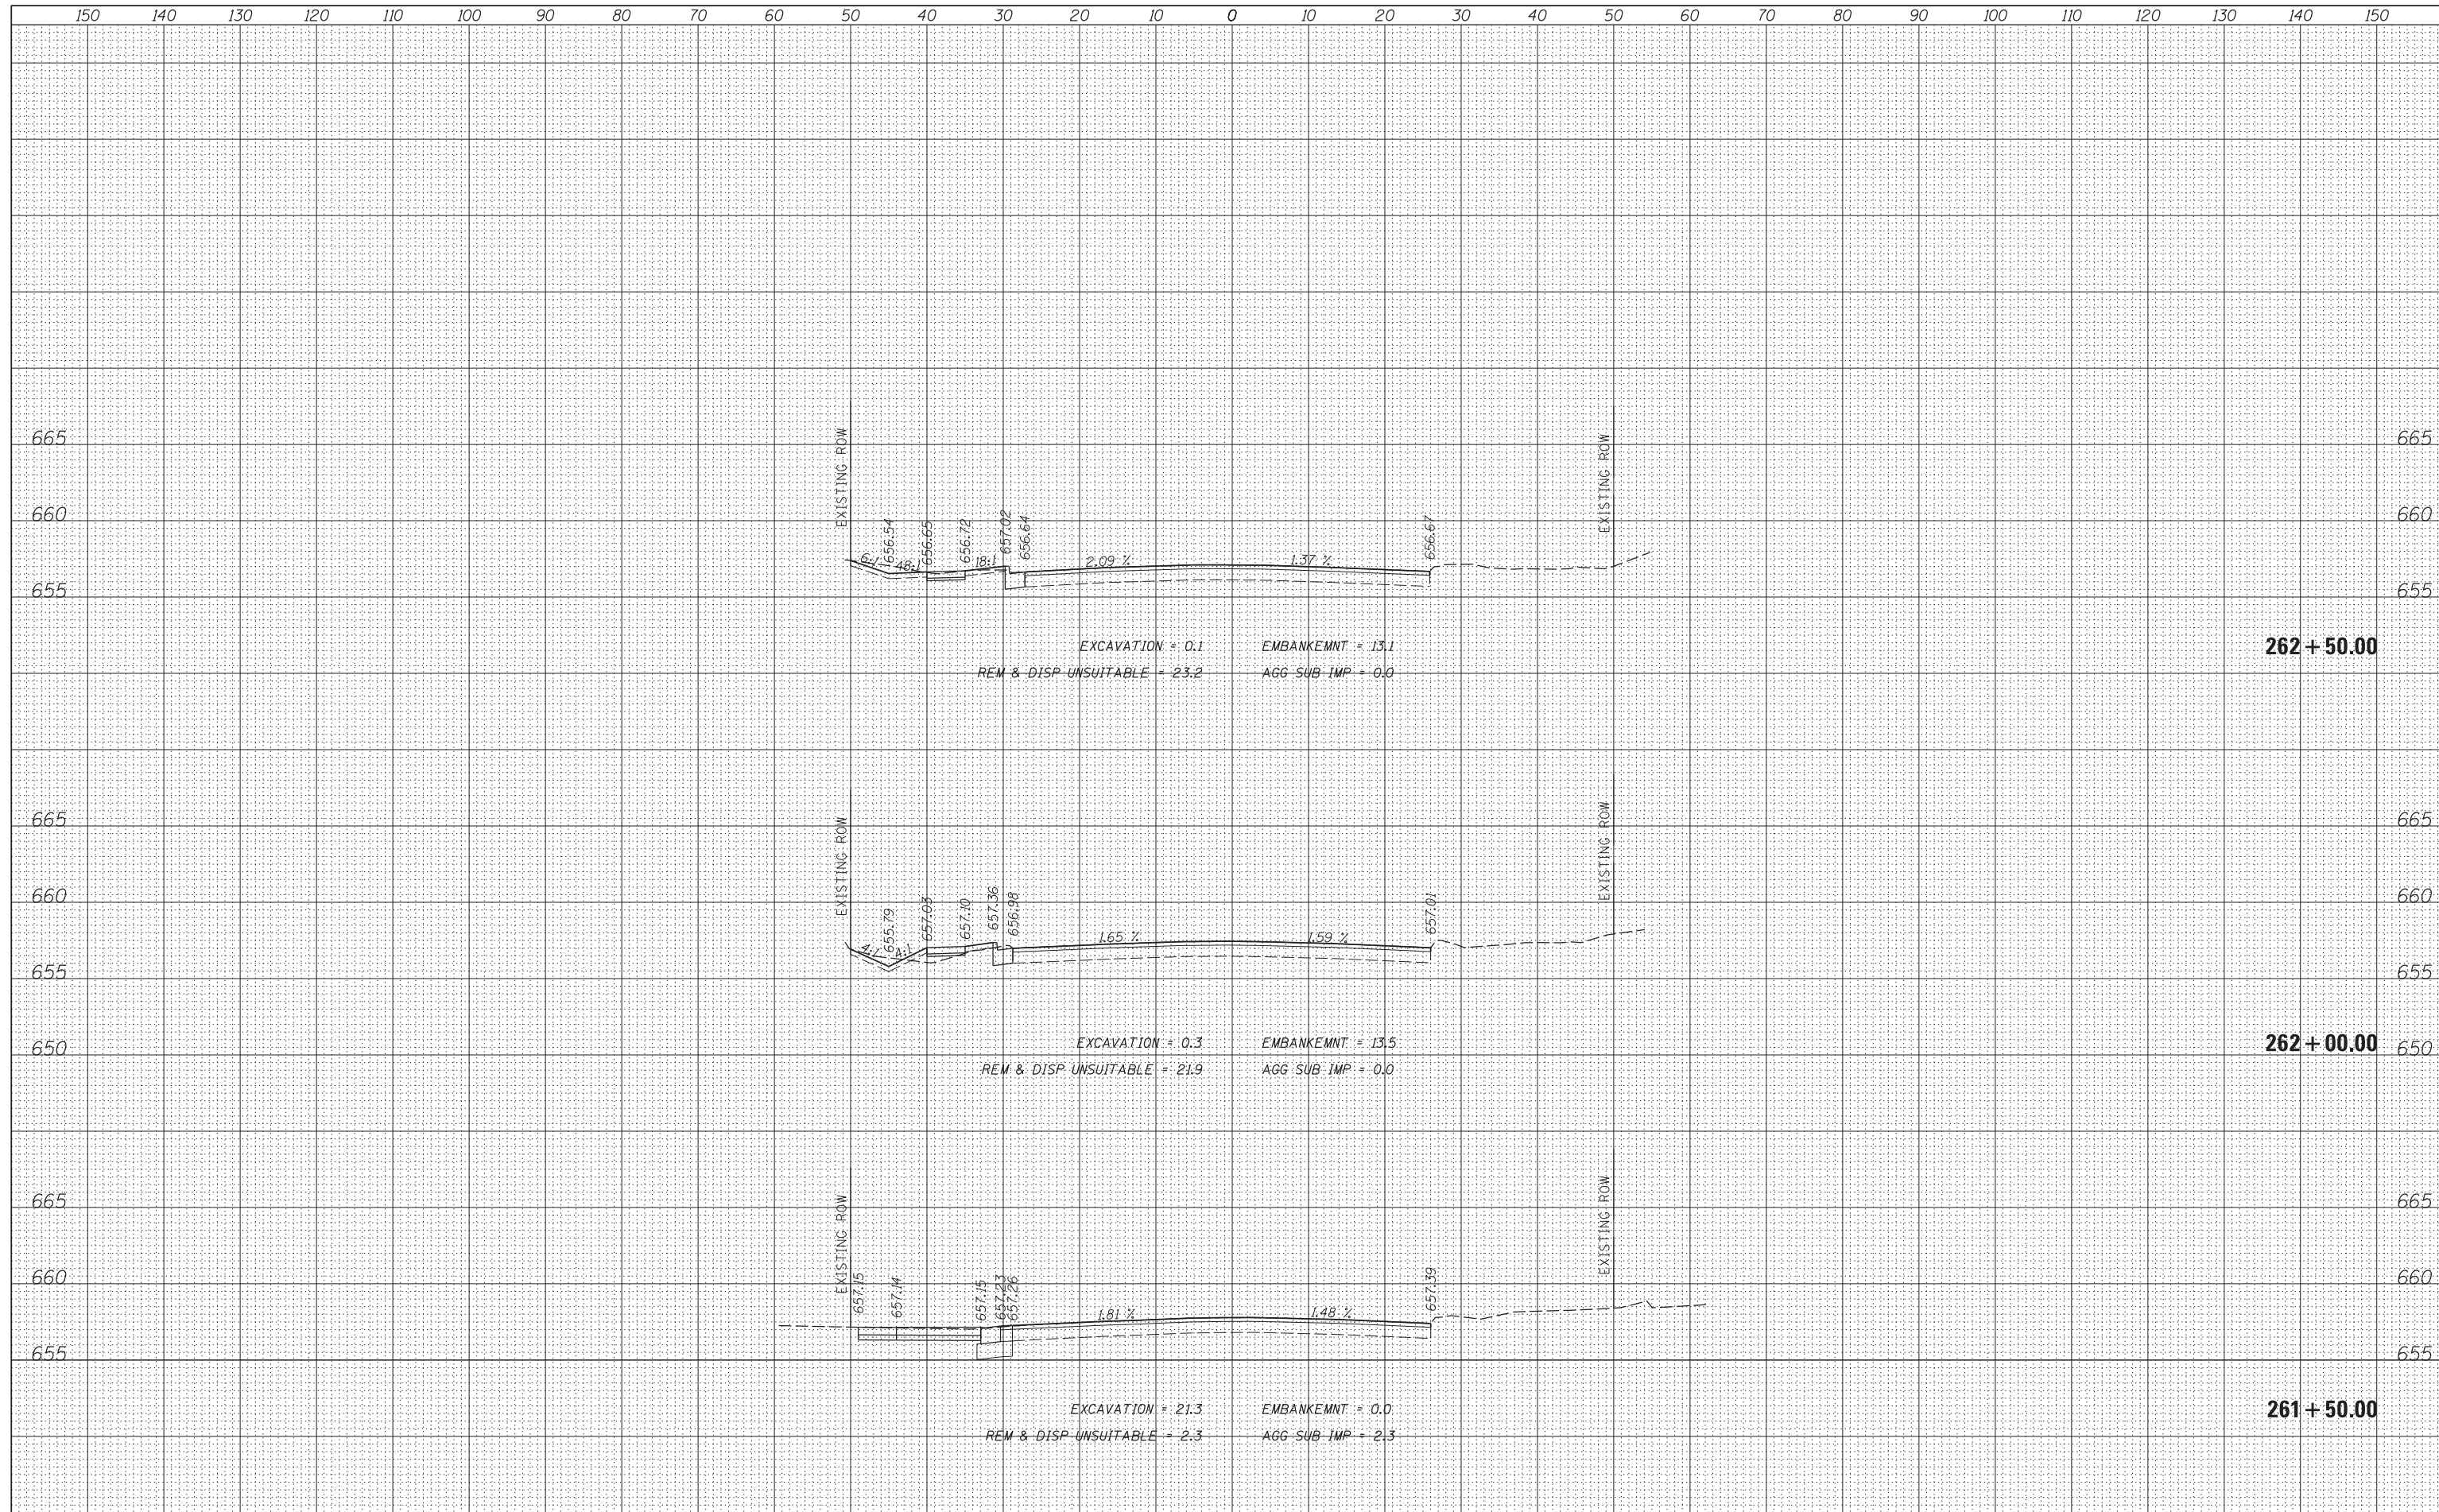 150 140 130 120 110 100 90 80 70 60 50 40 30 20 10 0 10 20 30 40 50 60 70 80 90 100 110 120 130 140 150
665 EXISTING ROW EXISTING ROW 665
660 656.54 656.65 656.72 657.02 656.64 656.67 660
6:1 48:1 18:1 2.09 % 1.37 %
655 655
EXCAVATION = 0.1 EMBANKEMNT = 13.1 262+50.00
REM & DISP UNSUITABLE = 23.2 AGG SUB IMP = 0.0
665 EXISTING ROW EXISTING ROW 665
660 655.79 657.03 657.10 657.36 656.98 657.01 660
4:1 4:1 1.65 % 1.59 %
655 655
EXCAVATION = 0.3 EMBANKEMNT = 13.5 262+00.00
650 650
REM & DISP UNSUITABLE = 21.9 AGG SUB IMP = 0.0
665 EXISTING ROW EXISTING ROW 665
660 657.15 657.14 657.15 657.23 657.26 657.39 660
1.81 % 1.48 %
655 655
EXCAVATION = 21.3 EMBANKEMNT = 0.0 261+50.00
REM & DISP UNSUITABLE = 2.3 AGG SUB IMP = 2.3